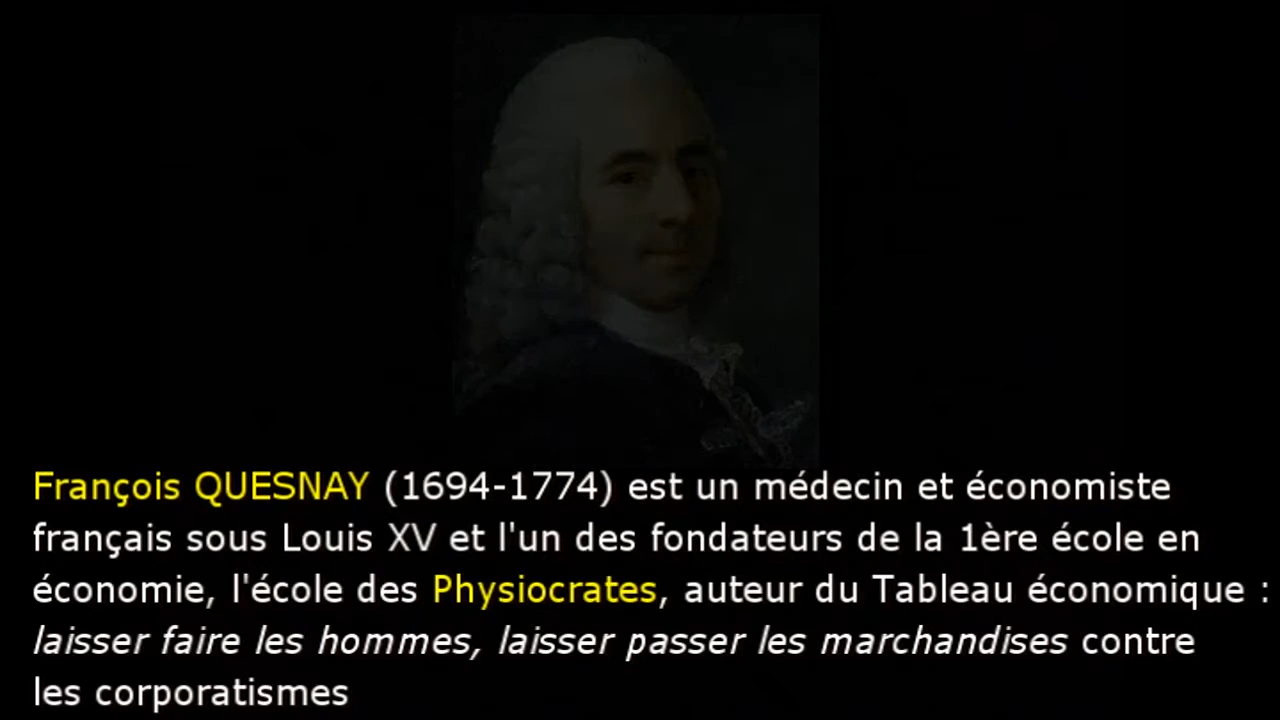 François QUESNAY (1694-1774) est un médecin et économiste
français sous Louis XV et l'un des fondateurs de la 1ère école en
économie, l'école des Physiocrates, auteur du Tableau économique :
laisser faire les hommes, laisser passer les marchandises contre
les corporatismes